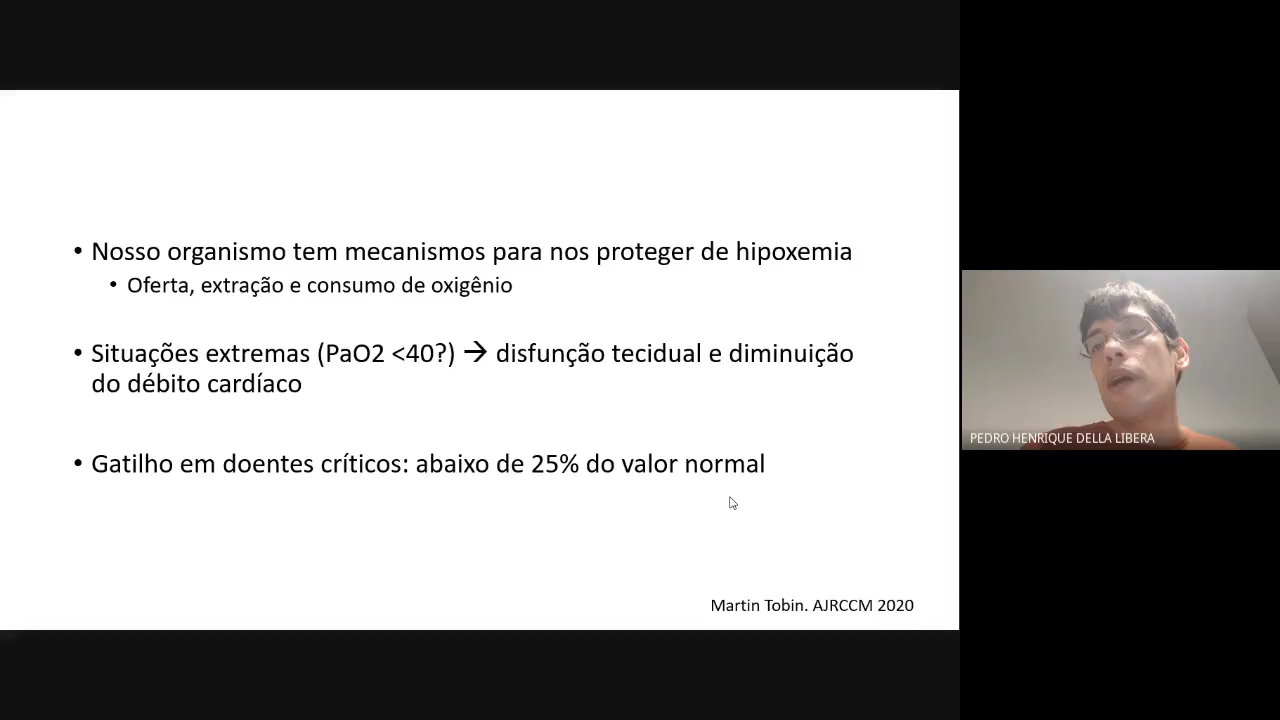 • Nosso organismo tem mecanismos para nos proteger de hipoxemia
• Oferta, extração e consumo de oxigênio
• Situações extremas (PaO2 <40?) → disfunção tecidual e diminuição
do débito cardíaco
• Gatilho em doentes críticos: abaixo de 25% do valor normal
Martin Tobin. AJRCCM 2020
PEDRO HENRIQUE DELLA LIBERA